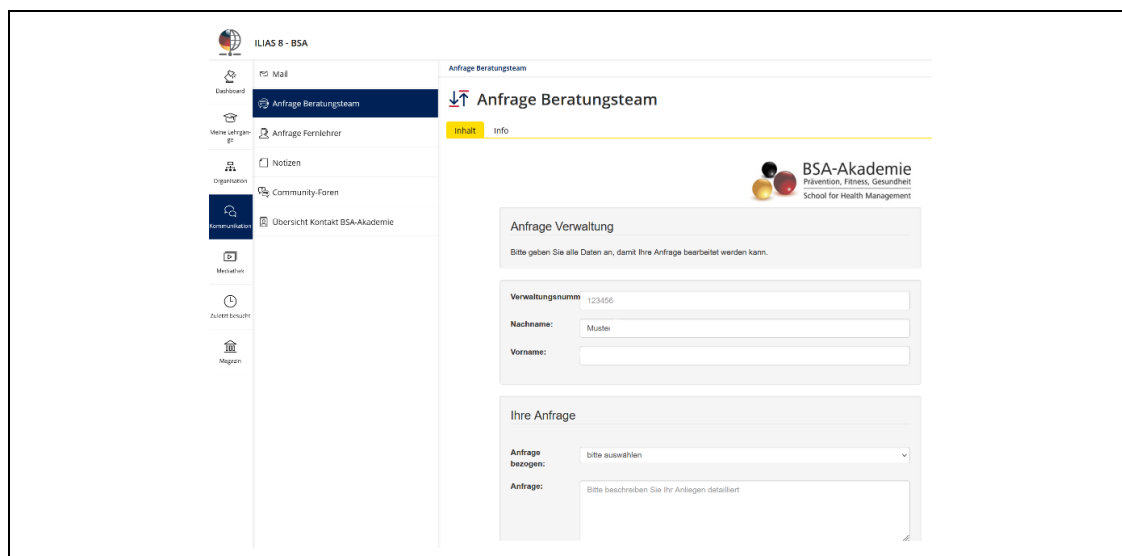 ILIAS 8 - BSA
Dashboard
Meine Lehrgän-
ge
Organisation
Kommunikation
Mediathek
Zuletzt besucht
Magazin
Mail
Anfrage Beratungsteam
Anfrage Fernlehrer
Notizen
Community-Foren
Übersicht Kontakt BSA-Akademie
Anfrage Beratungsteam
Anfrage Beratungsteam
Inhalt Info
BSA-Akademie
Prävention, Fitness, Gesundheit
School for Health Management
Anfrage Verwaltung
Bitte geben Sie alle Daten an, damit Ihre Anfrage bearbeitet werden kann.
Verwaltungsnumm 123456
Nachname: Muster
Vorname:
Ihre Anfrage
Anfrage
bezogen: bitte auswählen
Anfrage: Bitte beschreiben Sie Ihr Anliegen detailliert